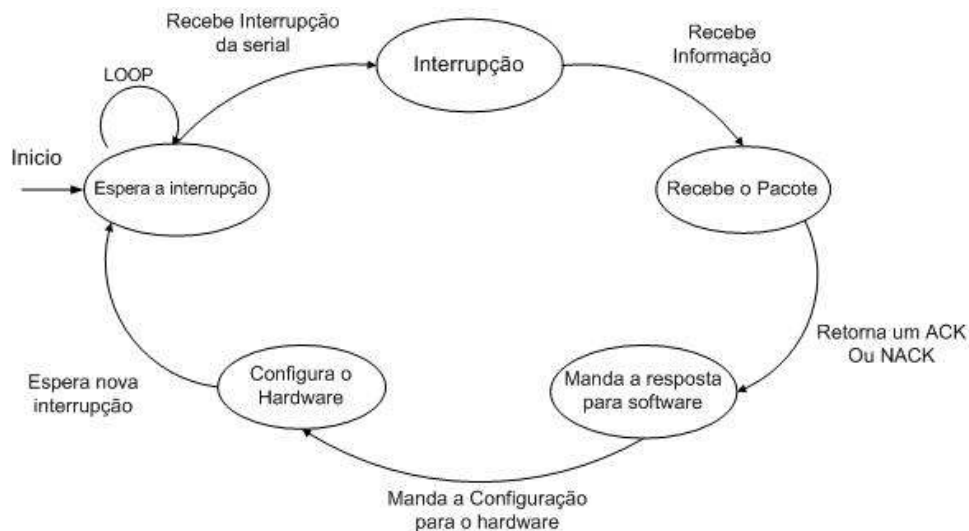 Recebe Interrupção
da serial
Interrupção
Recebe
Informação
LOOP
Inicio
Espera a interrupção
Recebe o Pacote
Retorna um ACK
Ou NACK
Manda a resposta
para software
Configura o
Hardware
Espera nova
interrupção
Manda a Configuração
para o hardware